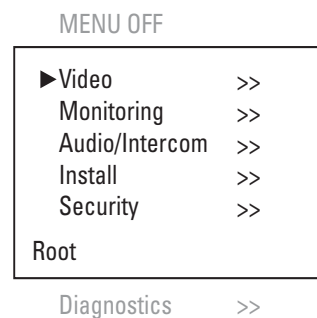 MENU OFF
►Video >>
Monitoring >>
Audio/Intercom >>
Install >>
Security >>
Root
Diagnostics >>